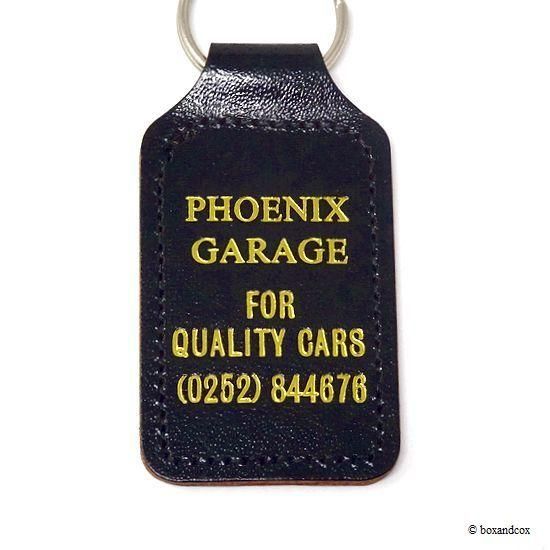 PHOENIX
GARAGE
FOR
QUALITY CARS
(0252) 844676
© boxandcox